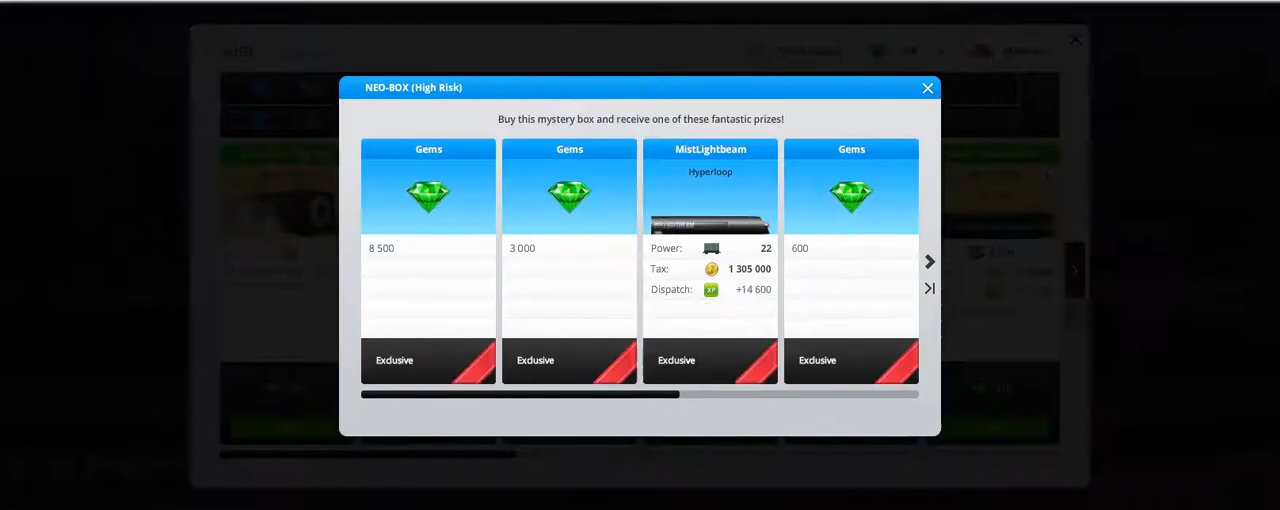 NEO-BOX (High Risk)
Buy this mystery box and receive one of these fantastic prizes!
Gems
8 500
Exclusive
Gems
3 000
Exclusive
MistLightbeam
Hyperloop
Power: 22
Tax: 1 305 000
Dispatch: XP +14 600
Exclusive
Gems
600
Exclusive